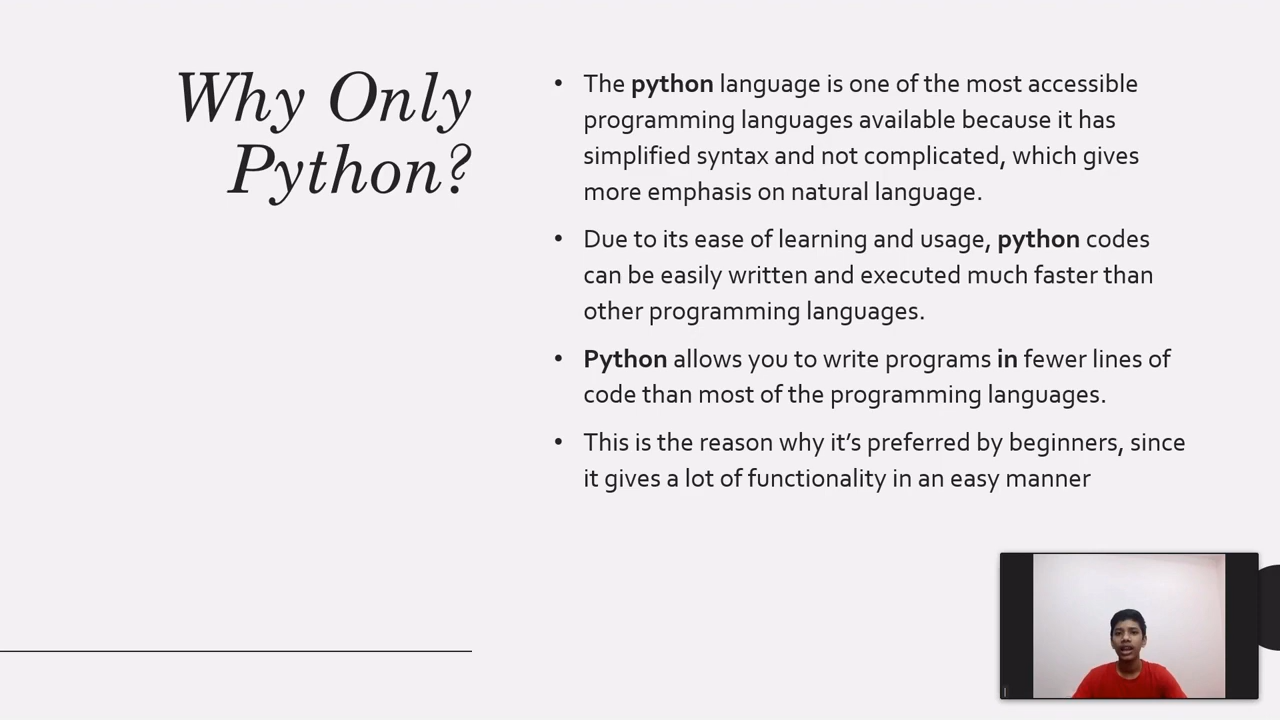 Why Only
Python?
• The python language is one of the most accessible
programming languages available because it has
simplified syntax and not complicated, which gives
more emphasis on natural language.
• Due to its ease of learning and usage, python codes
can be easily written and executed much faster than
other programming languages.
• Python allows you to write programs in fewer lines of
code than most of the programming languages.
• This is the reason why it’s preferred by beginners, since
it gives a lot of functionality in an easy manner